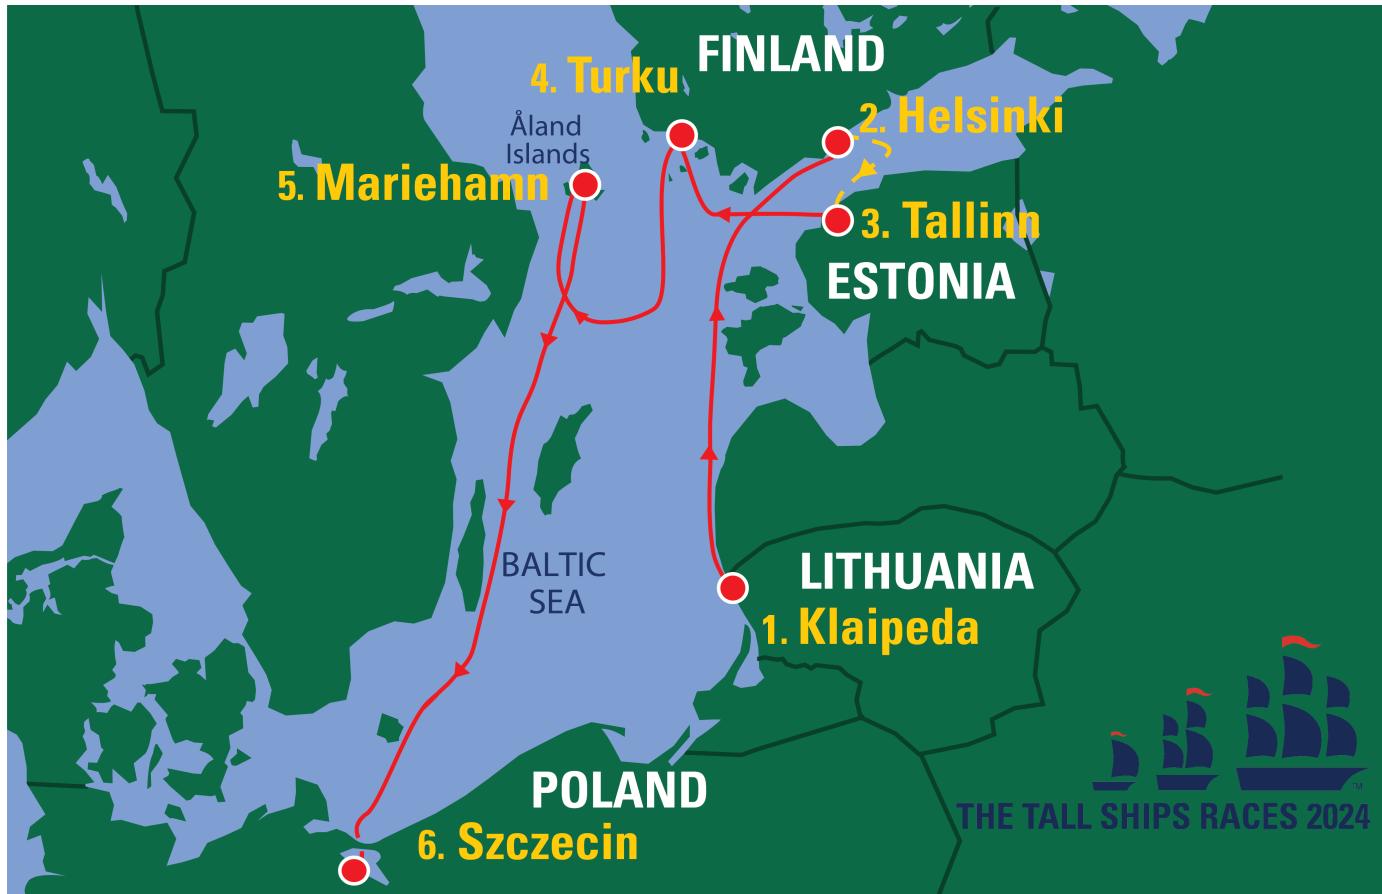 FINLAND
4. Turku
2. Helsinki
Åland
Islands
5. Mariehamn
3. Tallinn
ESTONIA
BALTIC
SEA
LITHUANIA
1. Klaipeda
POLAND
6. Szczecin
TM
THE TALL SHIPS RACES 2024